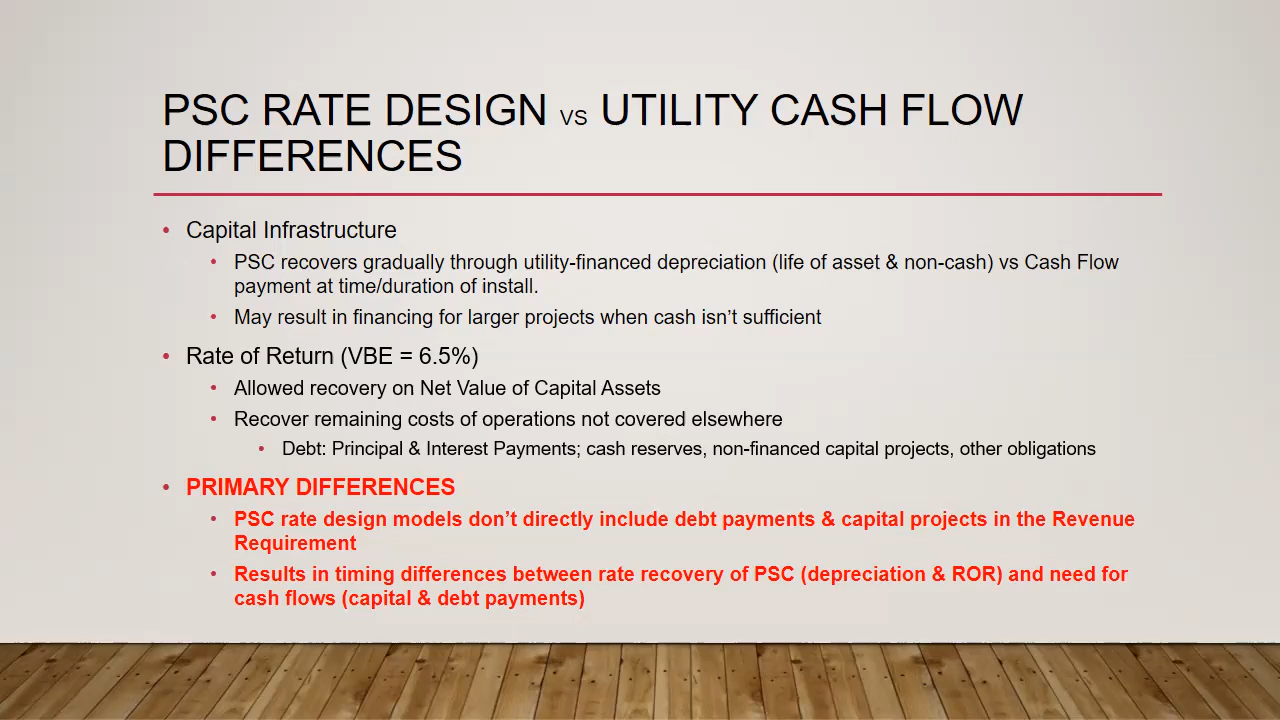 PSC RATE DESIGN VS UTILITY CASH FLOW
DIFFERENCES
• Capital Infrastructure
• PSC recovers gradually through utility-financed depreciation (life of asset & non-cash) vs Cash Flow
payment at time/duration of install.
• May result in financing for larger projects when cash isn’t sufficient
• Rate of Return (VBE = 6.5%)
• Allowed recovery on Net Value of Capital Assets
• Recover remaining costs of operations not covered elsewhere
• Debt: Principal & Interest Payments; cash reserves, non-financed capital projects, other obligations
• PRIMARY DIFFERENCES
• PSC rate design models don’t directly include debt payments & capital projects in the Revenue
Requirement
• Results in timing differences between rate recovery of PSC (depreciation & ROR) and need for
cash flows (capital & debt payments)